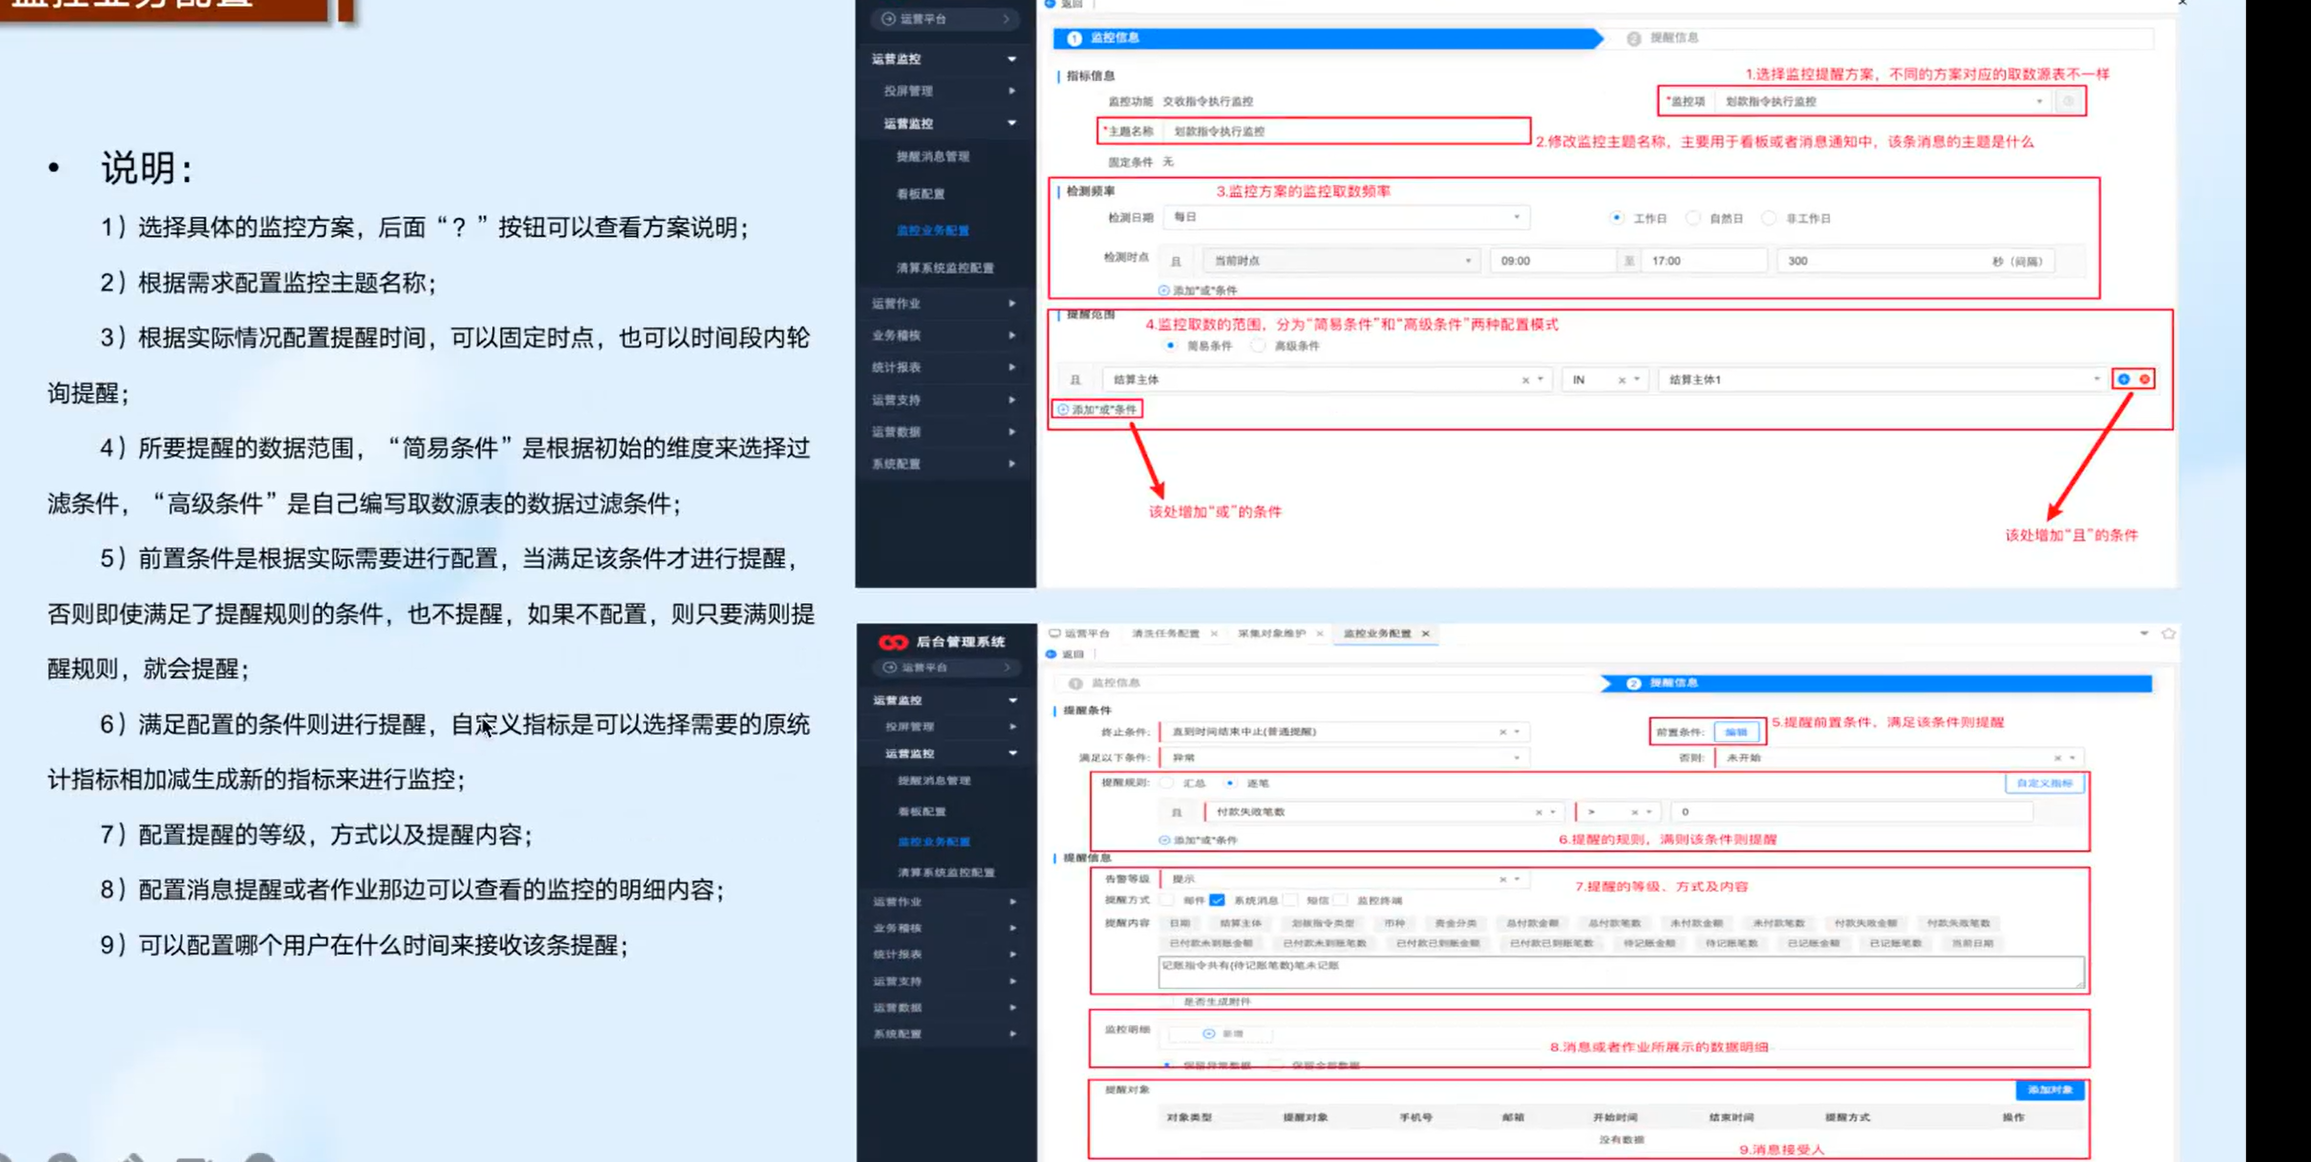 监控业务配置
• 说明：
1）选择具体的监控方案，后面“？”按钮可以查看方案说明；
2）根据需求配置监控主题名称；
3）根据实际情况配置提醒时间，可以固定时点，也可以时间段内轮
询提醒；
4）所要提醒的数据范围，“简易条件”是根据初始的维度来选择过
滤条件，“高级条件”是自己编写取数源表的数据过滤条件；
5）前置条件是根据实际需要进行配置，当满足该条件才进行提醒，
否则即使满足了提醒规则的条件，也不提醒，如果不配置，则只要满则提
醒规则，就会提醒；
6）满足配置的条件则进行提醒，自定义指标是可以选择需要的原统
计指标相加减生成新的指标来进行监控；
7）配置提醒的等级，方式以及提醒内容；
8）配置消息提醒或者作业那边可以查看的监控的明细内容；
9）可以配置哪个用户在什么时间来接收该条提醒；
运营平台
运营监控
投屏管理
运营监控
提醒消息管理
看板配置
监控业务配置
清算系统监控配置
运营作业
业务稽核
统计报表
运营支持
运营数据
系统配置
返回
1 监控信息 2 提醒信息
指标信息
1.选择监控提醒方案，不同的方案对应的取数源表不一样
监控功能 交收指令执行监控 *监控项 划款指令执行监控
*主题名称 划款指令执行监控
2.修改监控主题名称，主要用于看板或者消息通知中，该条消息的主题是什么
固定条件 无
检测频率 3.监控方案的监控取数频率
检测日期 每日 工作日 自然日 非工作日
检测时点 且 当前时点 09:00 至 17:00 300 秒（间隔）
添加“或”条件
提醒范围 4.监控取数的范围，分为“简易条件”和“高级条件”两种配置模式
简易条件 高级条件
且 结算主体 IN 结算主体1
添加“或”条件
该处增加“或”的条件
该处增加“且”的条件
后台管理系统
运营平台
运营监控
投屏管理
运营监控
提醒消息管理
看板配置
监控业务配置
清算系统监控配置
运营作业
业务稽核
统计报表
运营支持
运营数据
系统配置
运营平台 清洗任务配置 采集对象维护 监控业务配置
返回
1 监控信息 2 提醒信息
提醒条件
终止条件: 直到时间结束中止(普通提醒) 前置条件: 编辑 5.提醒前置条件，满足该条件则提醒
满足以下条件: 异常 否则: 未开始
提醒规则: 汇总 逐笔 自定义指标
且 付款失败笔数 > 0
添加“或”条件 6.提醒的规则，满则该条件则提醒
提醒信息
告警等级 提示 7.提醒的等级、方式及内容
提醒方式 邮件 系统消息 短信 监控终端
提醒内容 日期 结算主体 划拨指令类型 币种 资金分类 总付款金额 总付款笔数 未付款金额 未付款笔数 付款失败金额 付款失败笔数
已付款未到账金额 已付款未到账笔数 已付款已到账金额 已付款已到账笔数 待记账金额 待记账笔数 已记账金额 已记账笔数 当前日期
记账指令共有{待记账笔数}笔未记账
是否生成附件
监控明细 新增
8.消息或者作业所展示的数据明细
保留异常数据 保留全部数据
提醒对象 添加对象
对象类型 提醒对象 手机号 邮箱 开始时间 结束时间 提醒方式 操作
没有数据
9.消息接受人